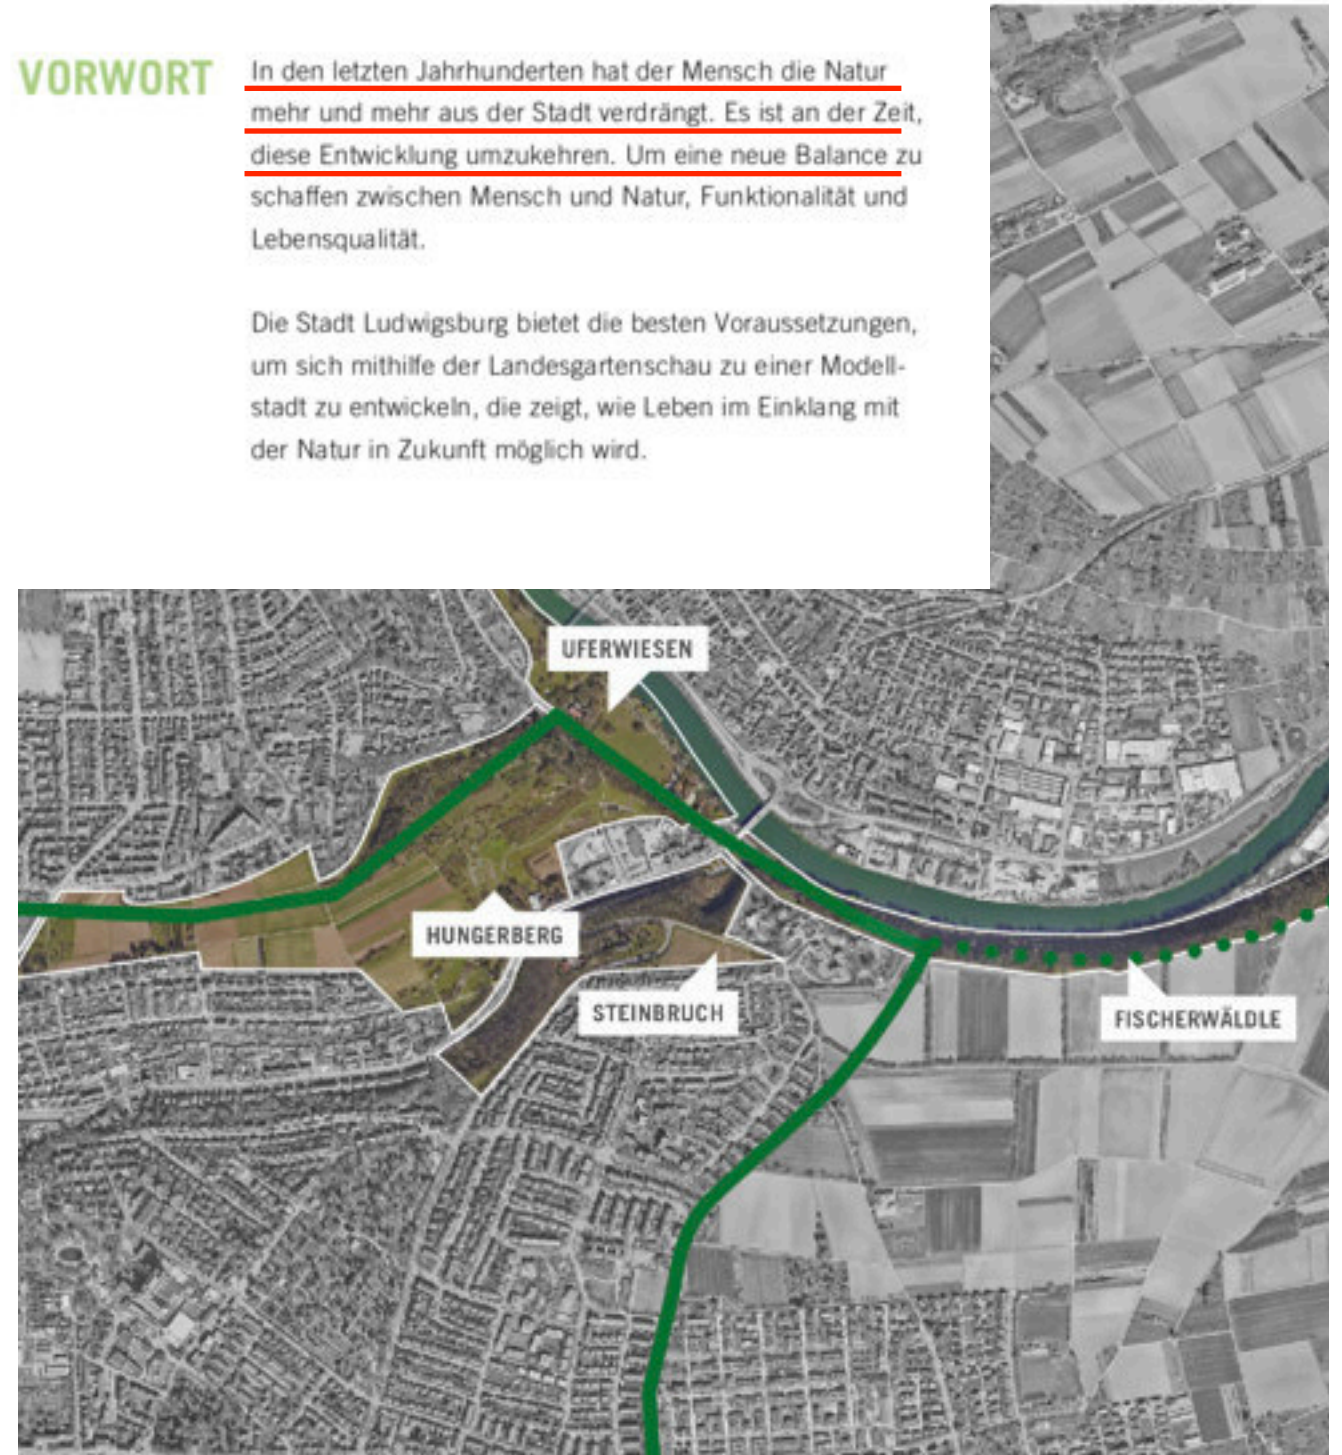 VORWORT
In den letzten Jahrhunderten hat der Mensch die Natur
mehr und mehr aus der Stadt verdrängt. Es ist an der Zeit,
diese Entwicklung umzukehren. Um eine neue Balance zu
schaffen zwischen Mensch und Natur, Funktionalität und
Lebensqualität.
Die Stadt Ludwigsburg bietet die besten Voraussetzungen,
um sich mithilfe der Landesgartenschau zu einer Modell-
stadt zu entwickeln, die zeigt, wie Leben im Einklang mit
der Natur in Zukunft möglich wird.
UFERWIESEN
HUNGERBERG
STEINBRUCH
FISCHERWÄLDLE